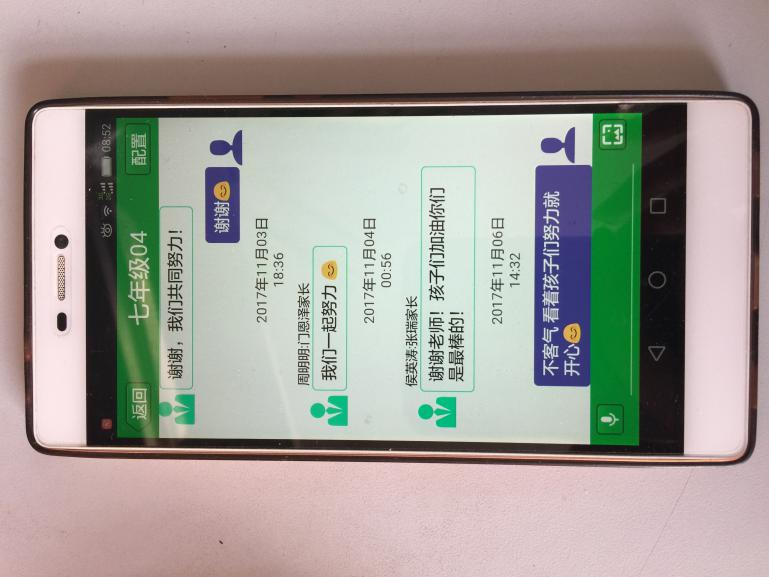 08:52
返回
七年级04
配置
谢谢，我们共同努力！
谢谢😊
2017年11月03日
18:36
周明明:门恩泽家长
我们一起努力😊
2017年11月04日
00:56
侯英涛:张瑞家长
谢谢老师！孩子们加油你们
是最棒的！
2017年11月06日
14:32
不客气 看着孩子们努力就
开心😊